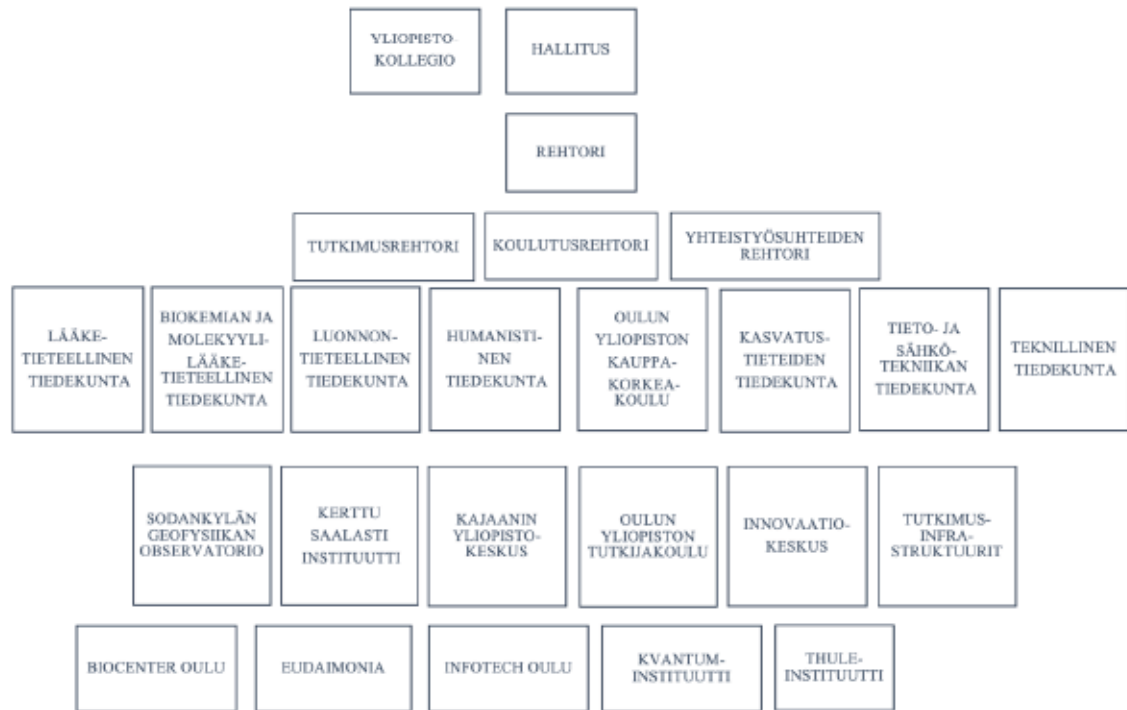 YLIOPISTO-
KOLLEGIO
HALLITUS
REHTORI
TUTKIMUSREHTORI
KOULUTUSREHTORI
YHTEISTYÖSUHTEIDEN
REHTORI
LÄÄKE-
TIETEELLINEN
TIEDEKUNTA
BIOKEMIAN JA
MOLEKYYLI-
LÄÄKE-
TIETEELLINEN
TIEDEKUNTA
LUONNON-
TIETEELLINEN
TIEDEKUNTA
HUMANISTI-
NEN
TIEDEKUNTA
OULUN
YLIOPISTON
KAUPPA-
KORKEA-
KOULU
KASVATUS-
TIETEIDEN
TIEDEKUNTA
TIETO- JA
SÄHKÖ-
TEKNIIKAN
TIEDEKUNTA
TEKNILLINEN
TIEDEKUNTA
SODANKYLÄN
GEOFYSIIKAN
OBSERVATORIO
KERTTU
SAALASTI
INSTITUUTTI
KAJAANIN
YLIOPISTO-
KESKUS
OULUN
YLIOPISTON
TUTKIJAKOULU
INNOVAATIO-
KESKUS
TUTKIMUS-
INFRA-
STRUKTUURIT
BIOCENTER OULU
EUDAIMONIA
INFOTECH OULU
KVANTUM-
INSTITUUTTI
THULE-
INSTITUUTTI